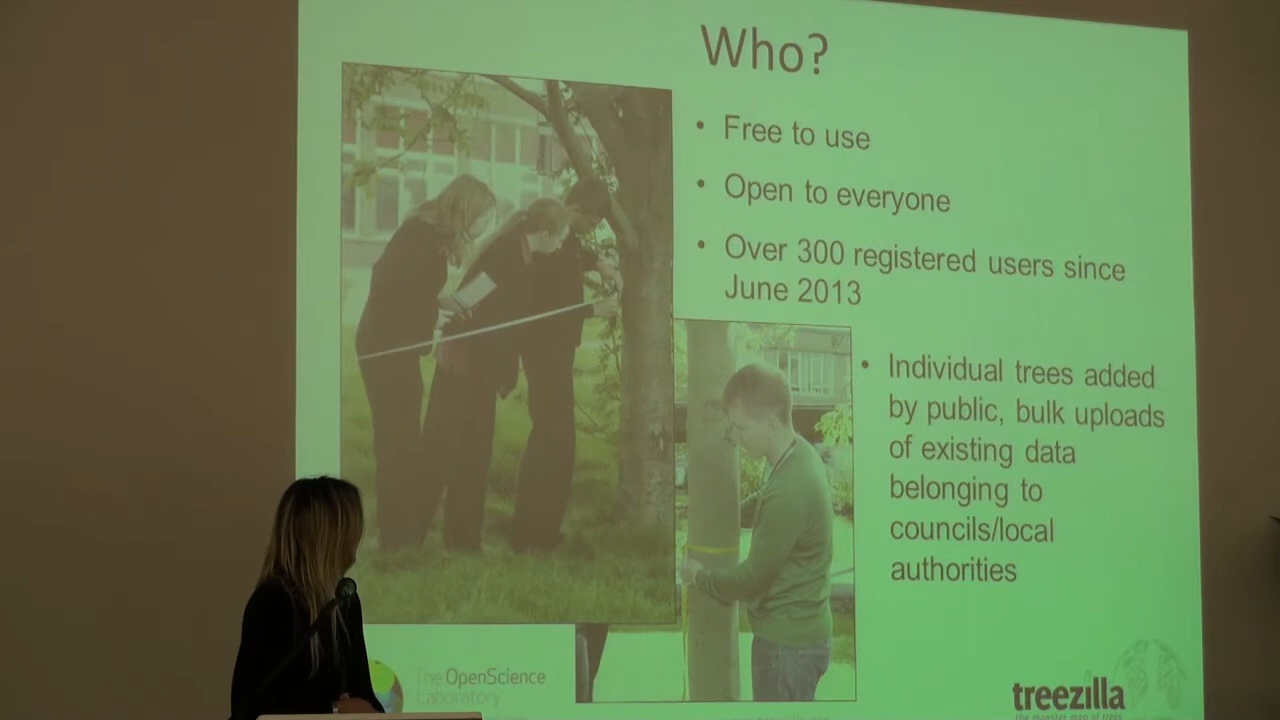 Who?
• Free to use
• Open to everyone
• Over 300 registered users since
June 2013
• Individual trees added
by public, bulk uploads
of existing data
belonging to
councils/local
authorities
The OpenScience
Laboratory
treezilla
the monster map of trees